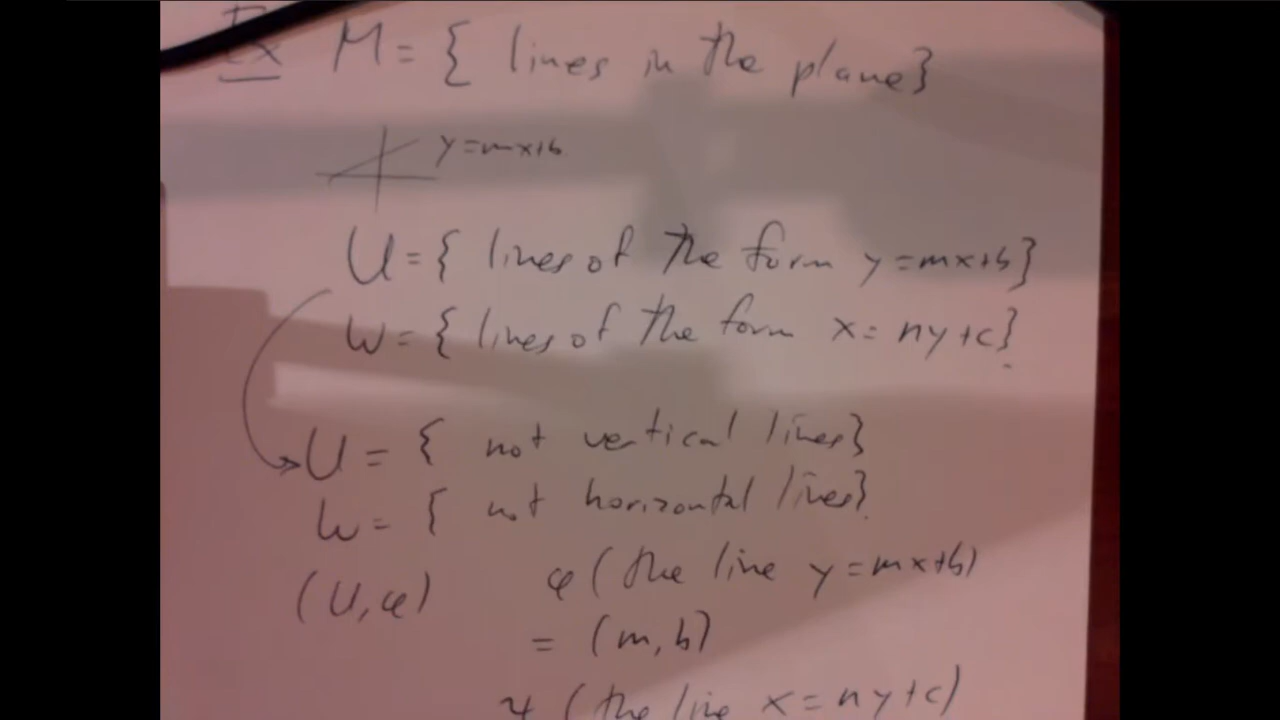 Ex M = { lines in the plane}
y=mx+b
U = { lines of the form y=mx+b}
W = { lines of the form x= ny+c}
U = { not vertical lines}
W = { not horizontal lines}
(U,φ) φ (the line y=mx+b)
= (m,b)
ψ (the line x=ny+c)